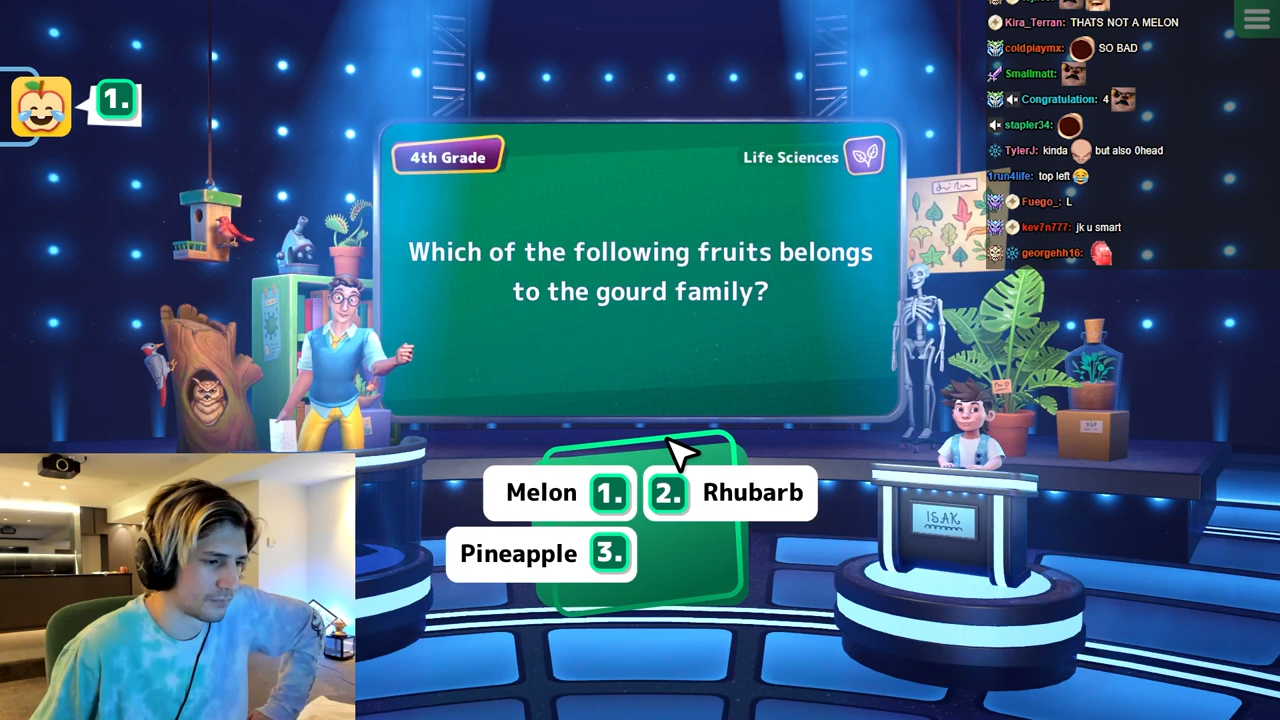 Kira_Terran: THATS NOT A MELON
coldplaymx: SO BAD
Smallmatt:
Congratulation: 4
stapler34:
TylerJ: kinda but also 0head
1run4life: top left 😂
Fuego_: L
kev7n777: jk u smart
georgehh16:
1.
4th Grade
Life Sciences
Which of the following fruits belongs
to the gourd family?
ISAK
Melon 1.
2. Rhubarb
Pineapple 3.